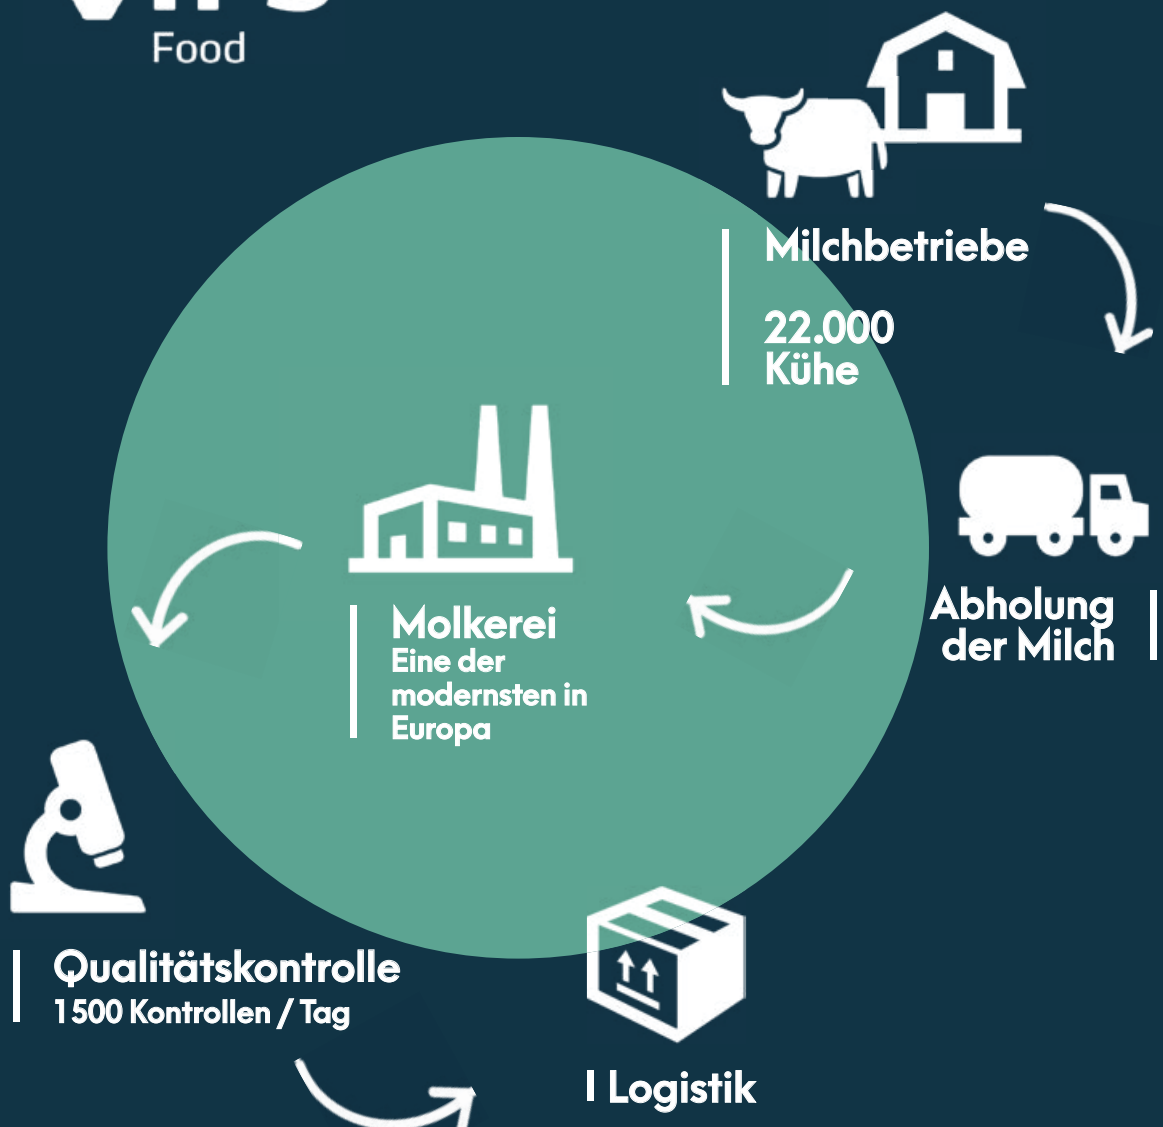 Food
Milchbetriebe
22.000
Kühe
Abholung
der Milch
Molkerei
Eine der
modernsten in
Europa
Qualitätskontrolle
1500 Kontrollen / Tag
Logistik